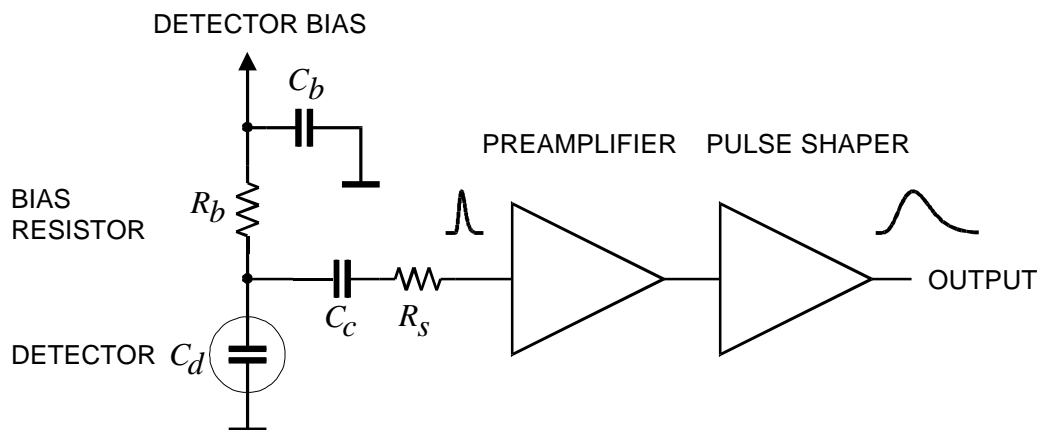 DETECTOR BIAS
C_b
PREAMPLIFIER
PULSE SHAPER
BIAS
RESISTOR
R_b
OUTPUT
C_c
R_s
DETECTOR
C_d